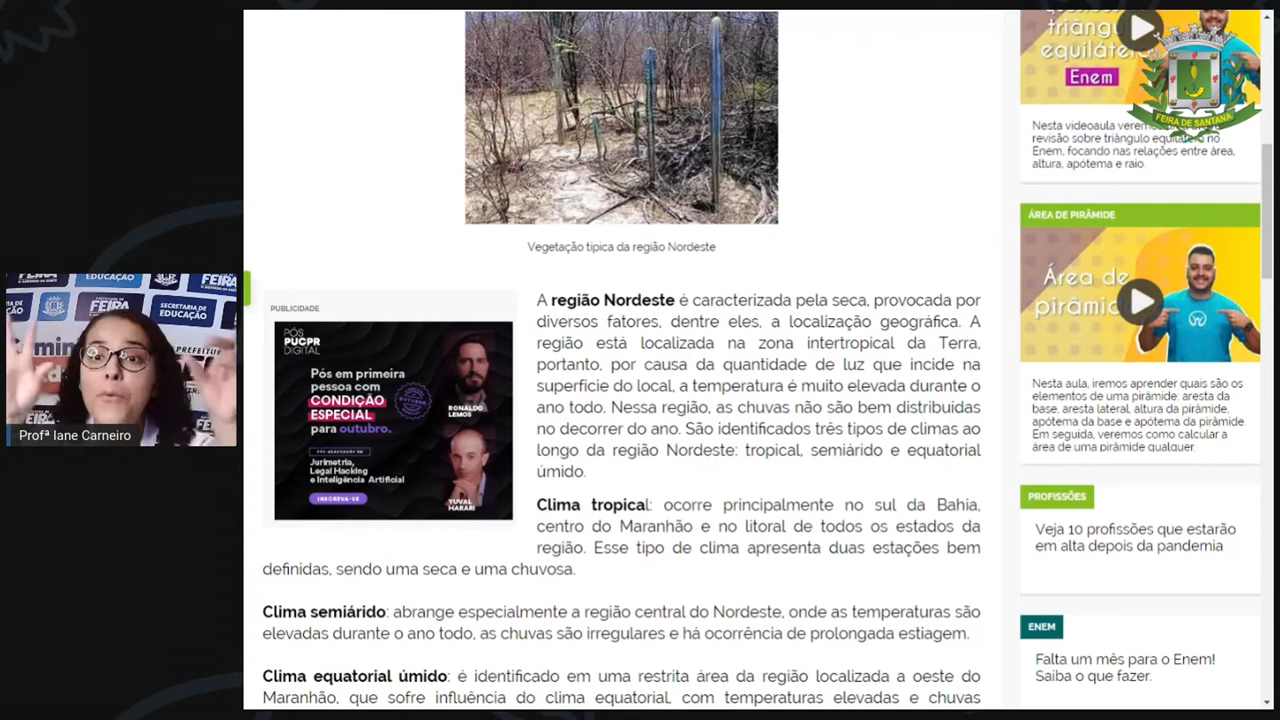 Vegetação típica da região Nordeste
PUBLICIDADE
PÓS
PUCPR
DIGITAL
Pós em primeira
pessoa com
CONDIÇÃO
ESPECIAL
para outubro.
Jurimetria,
Legal Hacking
e Inteligência Artificial
INSCREVA-SE
RONALDO
LEMOS
YUVAL
HARARI
A região Nordeste é caracterizada pela seca, provocada por
diversos fatores, dentre eles, a localização geográfica. A
região está localizada na zona intertropical da Terra,
portanto, por causa da quantidade de luz que incide na
superfície do local, a temperatura é muito elevada durante o
ano todo. Nessa região, as chuvas não são bem distribuídas
no decorrer do ano. São identificados três tipos de climas ao
longo da região Nordeste: tropical, semiárido e equatorial
úmido.
Clima tropical: ocorre principalmente no sul da Bahia,
centro do Maranhão e no litoral de todos os estados da
região. Esse tipo de clima apresenta duas estações bem
definidas, sendo uma seca e uma chuvosa.
Clima semiárido: abrange especialmente a região central do Nordeste, onde as temperaturas são
elevadas durante o ano todo, as chuvas são irregulares e há ocorrência de prolongada estiagem.
Clima equatorial úmido: é identificado em uma restrita área da região localizada a oeste do
Maranhão, que sofre influência do clima equatorial, com temperaturas elevadas e chuvas
triângu
equiláter
Enem
FEIRA DE SANTANA
Nesta videoaula verem
revisão sobre triângulo equilátero no
Enem, focando nas relações entre área,
altura, apótema e raio.
ÁREA DE PIRÂMIDE
Área de
pirâmid
Nesta aula, iremos aprender quais são os
elementos de uma pirâmide: aresta da
base, aresta lateral, altura da pirâmide,
apótema da base e apótema da pirâmide.
Em seguida, veremos como calcular a
área de uma pirâmide qualquer.
PROFISSÕES
Veja 10 profissões que estarão
em alta depois da pandemia
ENEM
Falta um mês para o Enem!
Saiba o que fazer.
EDUCAÇÃO
FEIRA
FEIRA
SECRETARIA DE
EDUCAÇÃO
PREFEITUR
Profª Iane Carneiro